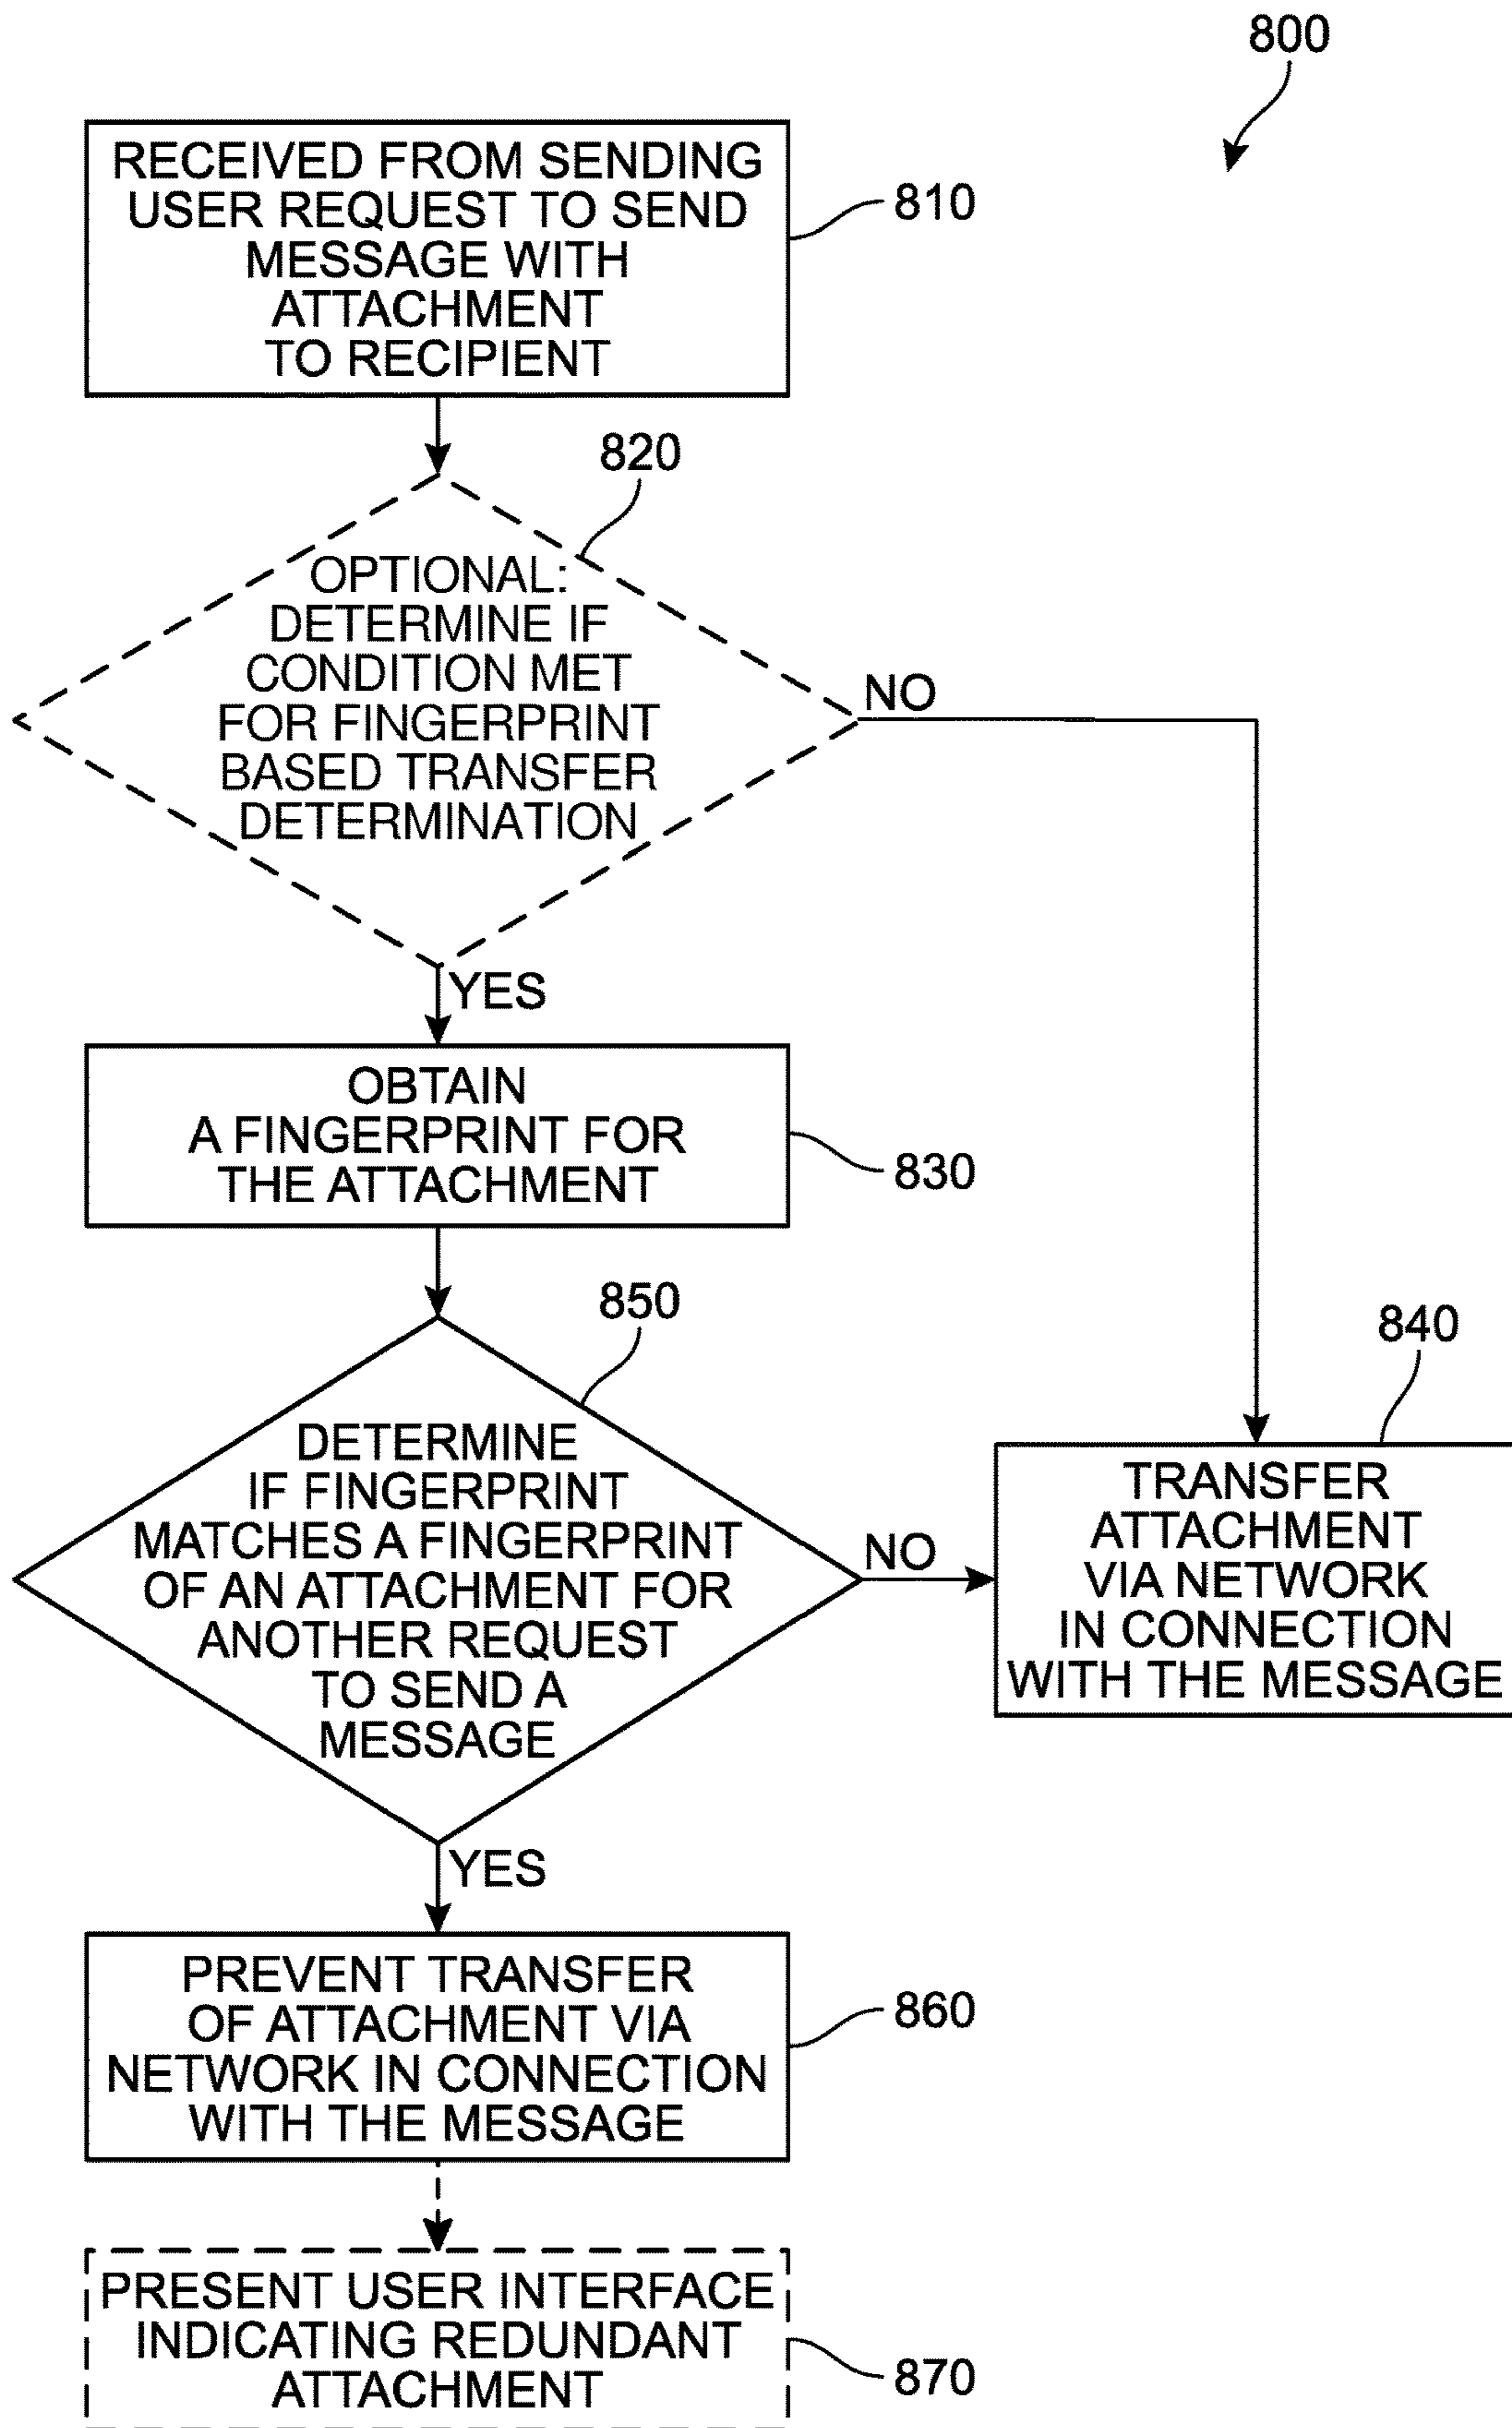 800
RECEIVED FROM SENDING
USER REQUEST TO SEND
MESSAGE WITH
ATTACHMENT
TO RECIPIENT
810
820
OPTIONAL:
DETERMINE IF
CONDITION MET
FOR FINGERPRINT
BASED TRANSFER
DETERMINATION
NO
YES
OBTAIN
A FINGERPRINT FOR
THE ATTACHMENT
830
850
DETERMINE
IF FINGERPRINT
MATCHES A FINGERPRINT
OF AN ATTACHMENT FOR
ANOTHER REQUEST
TO SEND A
MESSAGE
NO
840
TRANSFER
ATTACHMENT
VIA NETWORK
IN CONNECTION
WITH THE MESSAGE
YES
PREVENT TRANSFER
OF ATTACHMENT VIA
NETWORK IN CONNECTION
WITH THE MESSAGE
860
PRESENT USER INTERFACE
INDICATING REDUNDANT
ATTACHMENT
870